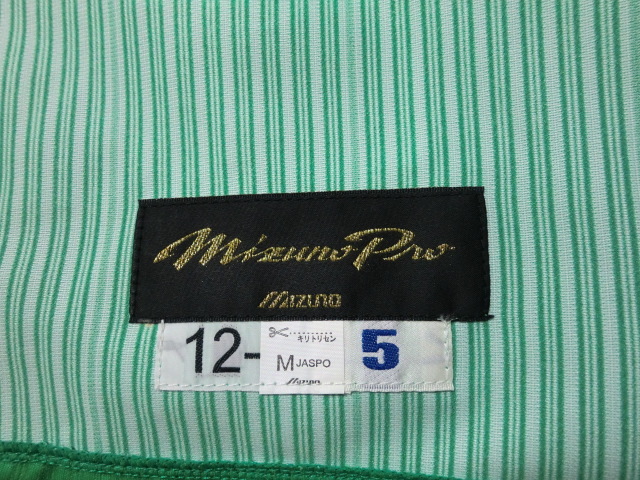 Mizuno Pro
Mizuno
12-
キリトリセン
M JASPO
Mizuno
5